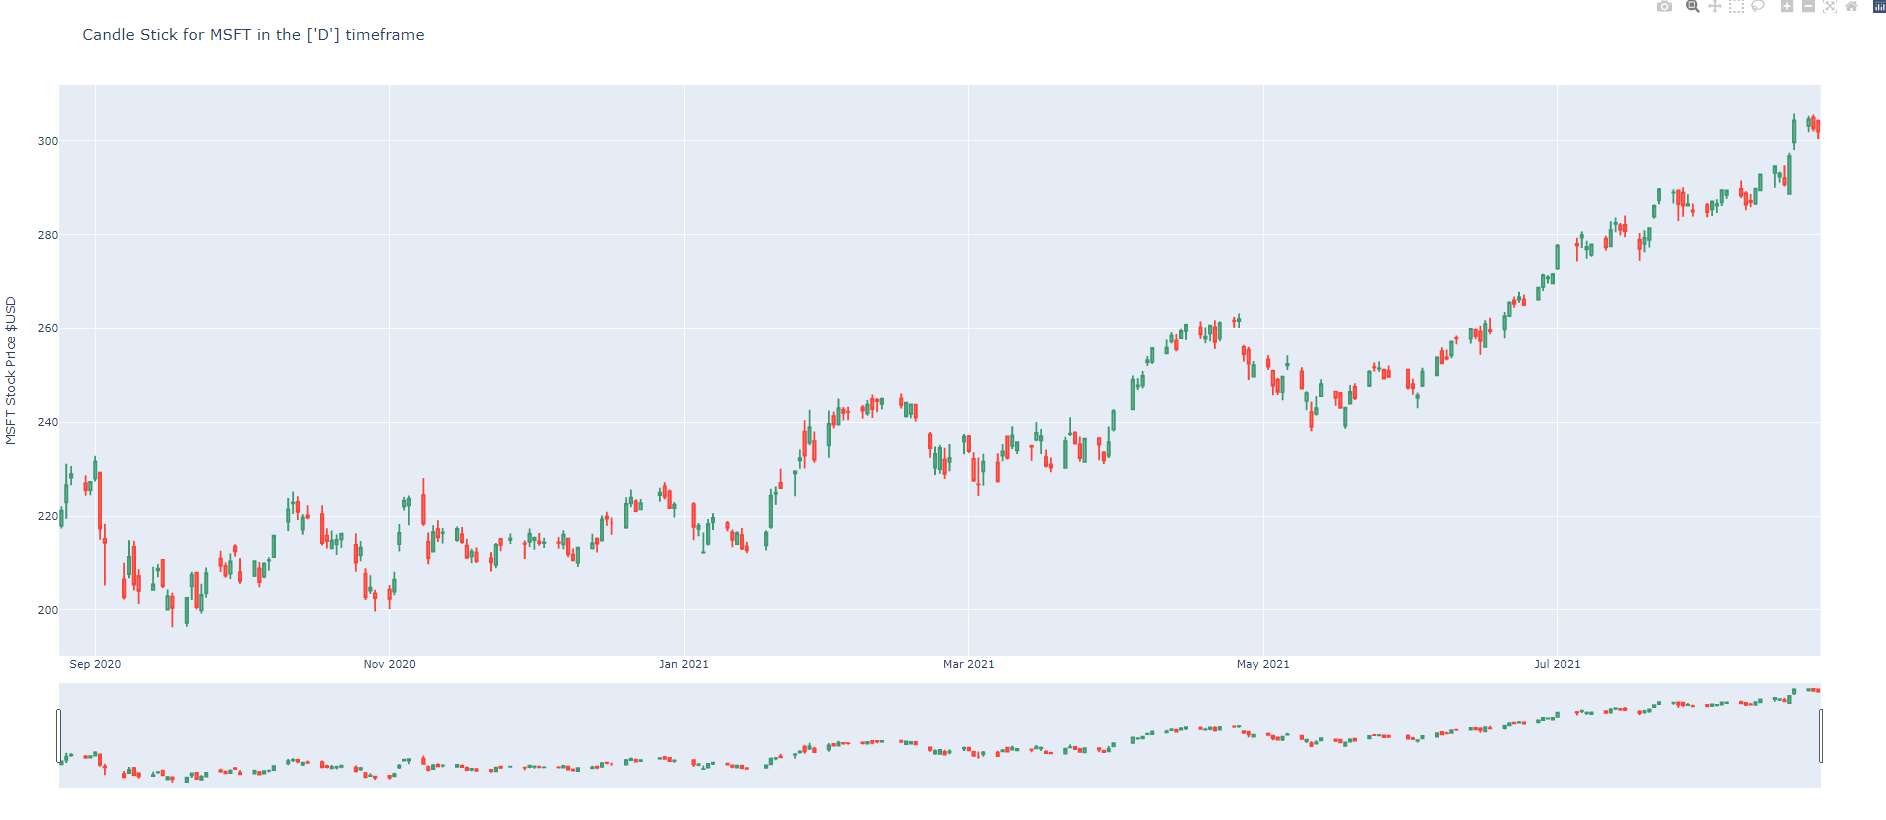 Candle Stick for MSFT in the ['D'] timeframe
MSFT Stock Price $USD
300
280
260
240
220
200
Sep 2020
Nov 2020
Jan 2021
Mar 2021
May 2021
Jul 2021